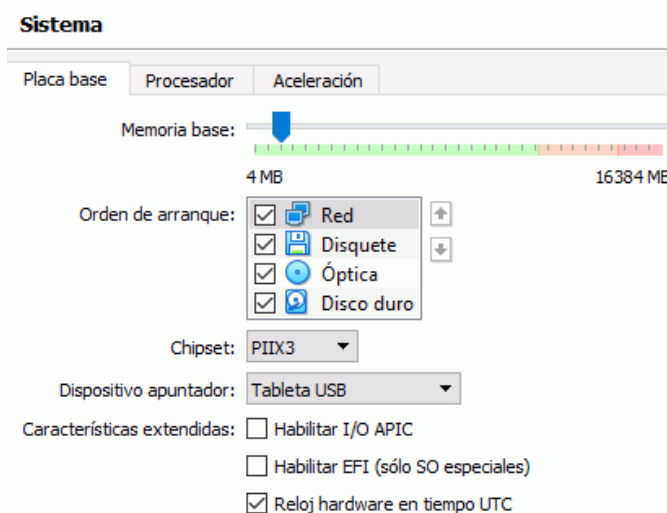 Sistema
Placa base Procesador Aceleración
Memoria base:
4 MB 16384 MB
Orden de arranque: Red
Disquete
Óptica
Disco duro
Chipset: PIIX3
Dispositivo apuntador: Tableta USB
Características extendidas: Habilitar I/O APIC
Habilitar EFI (sólo SO especiales)
Reloj hardware en tiempo UTC